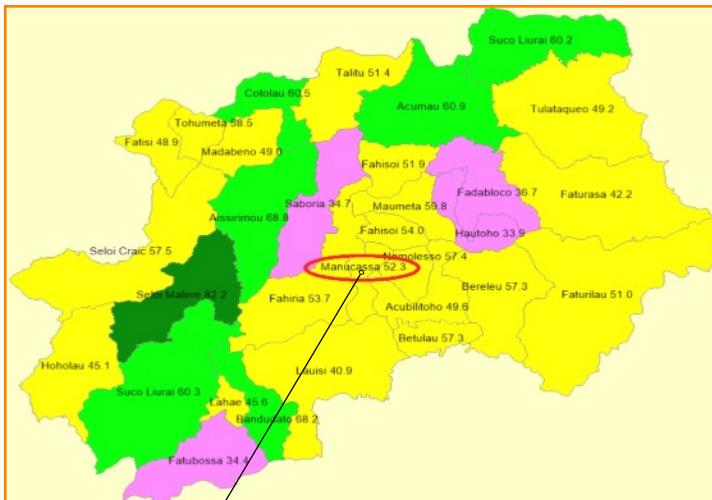 Suco Liurai 60.2
Talitu 51.4
Cotolau 60.5
Acumau 60.9
Tulataqueo 49.2
Tohumeta 58.5
Fatisi 48.9
Madabeno 49.0
Fahisoi 51.9
Fadabloco 36.7
Faturasa 42.2
Saboria 34.7
Maumeta 59.8
Aissirimou 68.8
Fahisoi 54.0
Hautoho 33.9
Seloi Craic 57.5
Namolesso 57.4
Manucassa 52.3
Seloi Malere 82.2
Bereleu 57.3
Fahiria 53.7
Acubilitoho 49.6
Faturilau 51.0
Betulau 57.3
Hoholau 45.1
Lauisi 40.9
Suco Liurai 60.3
Lahae 45.6
Bandudato 68.2
Fatubossa 34.4